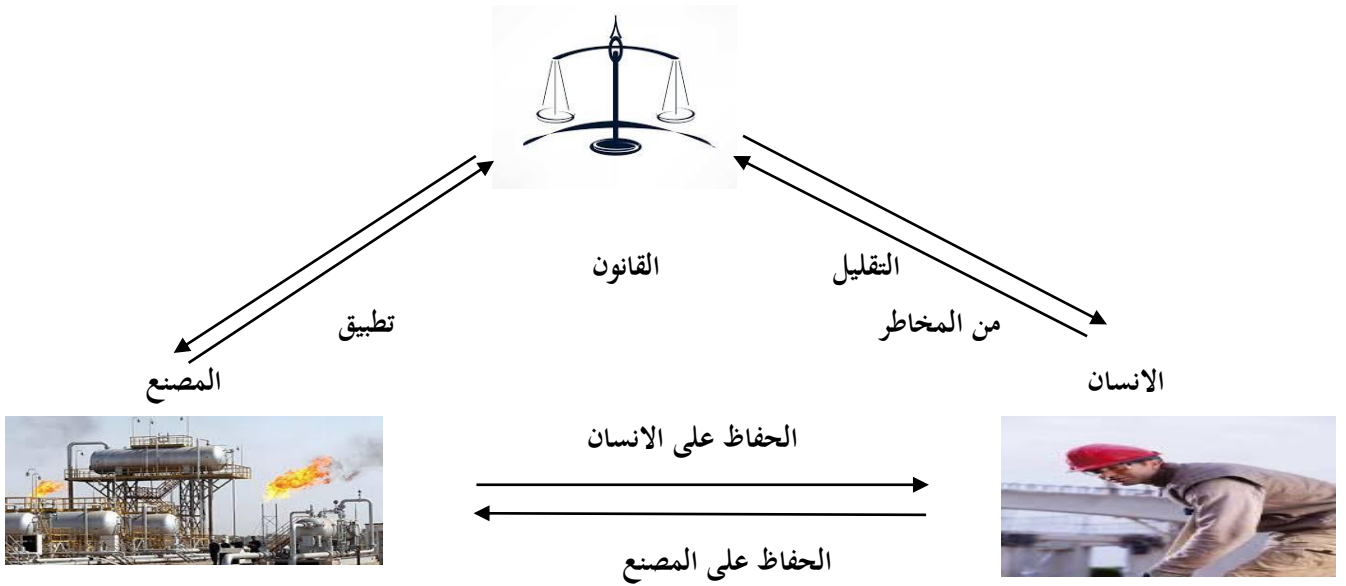 القانون
التقليل
من المخاطر
تطبيق
الانسان
المصنع
الحفاظ على الانسان
الحفاظ على المصنع